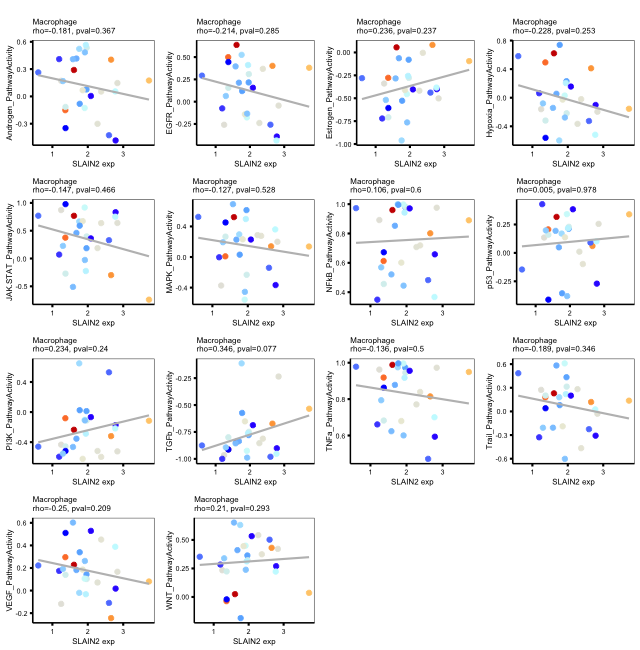 Macrophage
rho=-0.181, pval=0.367
Androgen_PathwayActivity
0.6
0.3
0.0
-0.3
1 2 3
SLAIN2 exp
Macrophage
rho=-0.214, pval=0.285
EGFR_PathwayActivity
0.50
0.25
0.00
-0.25
1 2 3
SLAIN2 exp
Macrophage
rho=0.236, pval=0.237
Estrogen_PathwayActivity
0.00
-0.25
-0.50
-0.75
-1.00
1 2 3
SLAIN2 exp
Macrophage
rho=-0.228, pval=0.253
Hypoxia_PathwayActivity
0.8
0.4
0.0
-0.4
1 2 3
SLAIN2 exp
Macrophage
rho=-0.147, pval=0.466
JAK-STAT_PathwayActivity
1.0
0.5
0.0
-0.5
1 2 3
SLAIN2 exp
Macrophage
rho=-0.127, pval=0.528
MAPK_PathwayActivity
0.4
0.0
-0.4
1 2 3
SLAIN2 exp
Macrophage
rho=0.106, pval=0.6
NFkB_PathwayActivity
1.0
0.8
0.6
0.4
1 2 3
SLAIN2 exp
Macrophage
rho=0.005, pval=0.978
p53_PathwayActivity
0.25
0.00
-0.25
1 2 3
SLAIN2 exp
Macrophage
rho=0.234, pval=0.24
PI3K_PathwayActivity
0.4
0.0
-0.4
1 2 3
SLAIN2 exp
Macrophage
rho=0.346, pval=0.077
TGFb_PathwayActivity
-0.25
-0.50
-0.75
-1.00
1 2 3
SLAIN2 exp
Macrophage
rho=-0.136, pval=0.5
TNFa_PathwayActivity
1.0
0.8
0.6
1 2 3
SLAIN2 exp
Macrophage
rho=-0.189, pval=0.346
Trail_PathwayActivity
0.6
0.3
0.0
-0.3
-0.6
1 2 3
SLAIN2 exp
Macrophage
rho=-0.25, pval=0.209
VEGF_PathwayActivity
0.6
0.4
0.2
0.0
-0.2
1 2 3
SLAIN2 exp
Macrophage
rho=0.21, pval=0.293
WNT_PathwayActivity
0.6
0.4
0.2
0.0
-0.2
1 2 3
SLAIN2 exp